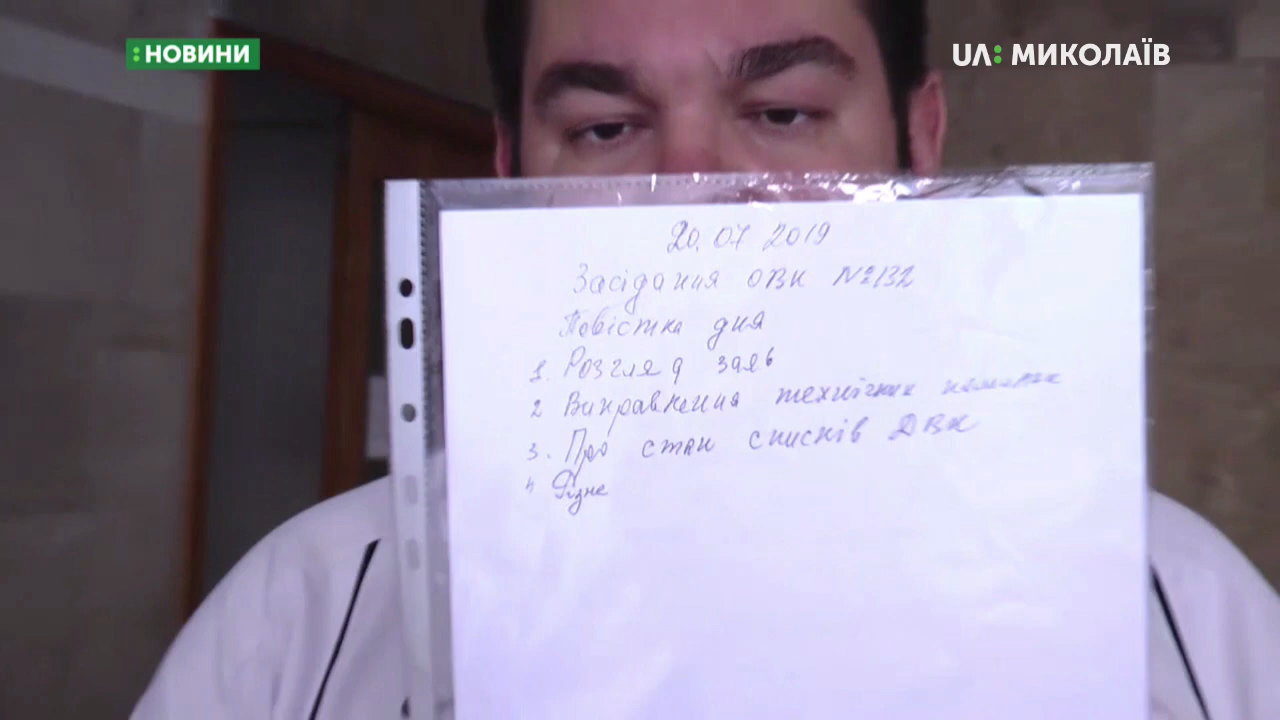 : НОВИНИ
UA: МИКОЛАЇВ
20.07 2019
Засідання ОВК №132
Повістка дня
1. Розгляд заяв
2 Виправлення технічних помилок
3. Про стан списків ДВК
4 Різне